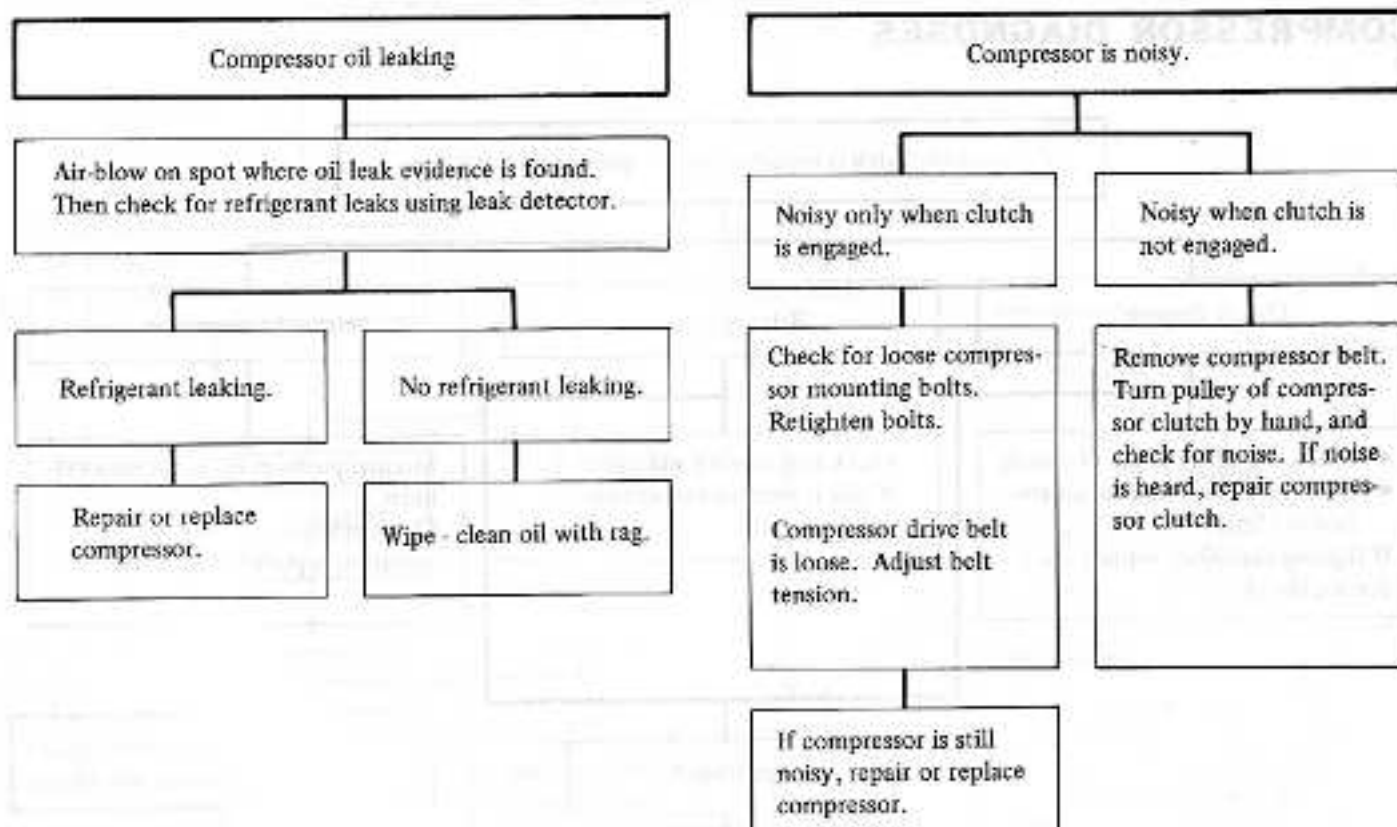 COMPRESSOR DIAGNOSES
Compressor oil leaking
Air-blow on spot where oil leak evidence is found.
Then check for refrigerant leaks using leak detector.
Refrigerant leaking.
No refrigerant leaking.
Repair or replace
compressor.
Wipe - clean oil with rag.
Compressor is noisy.
Noisy only when clutch
is engaged.
Noisy when clutch is
not engaged.
Check for loose compres-
sor mounting bolts.
Retighten bolts.
Compressor drive belt
is loose. Adjust belt
tension.
Remove compressor belt.
Turn pulley of compres-
sor clutch by hand, and
check for noise. If noise
is heard, repair compres-
sor clutch.
If compressor is still
noisy, repair or replace
compressor.